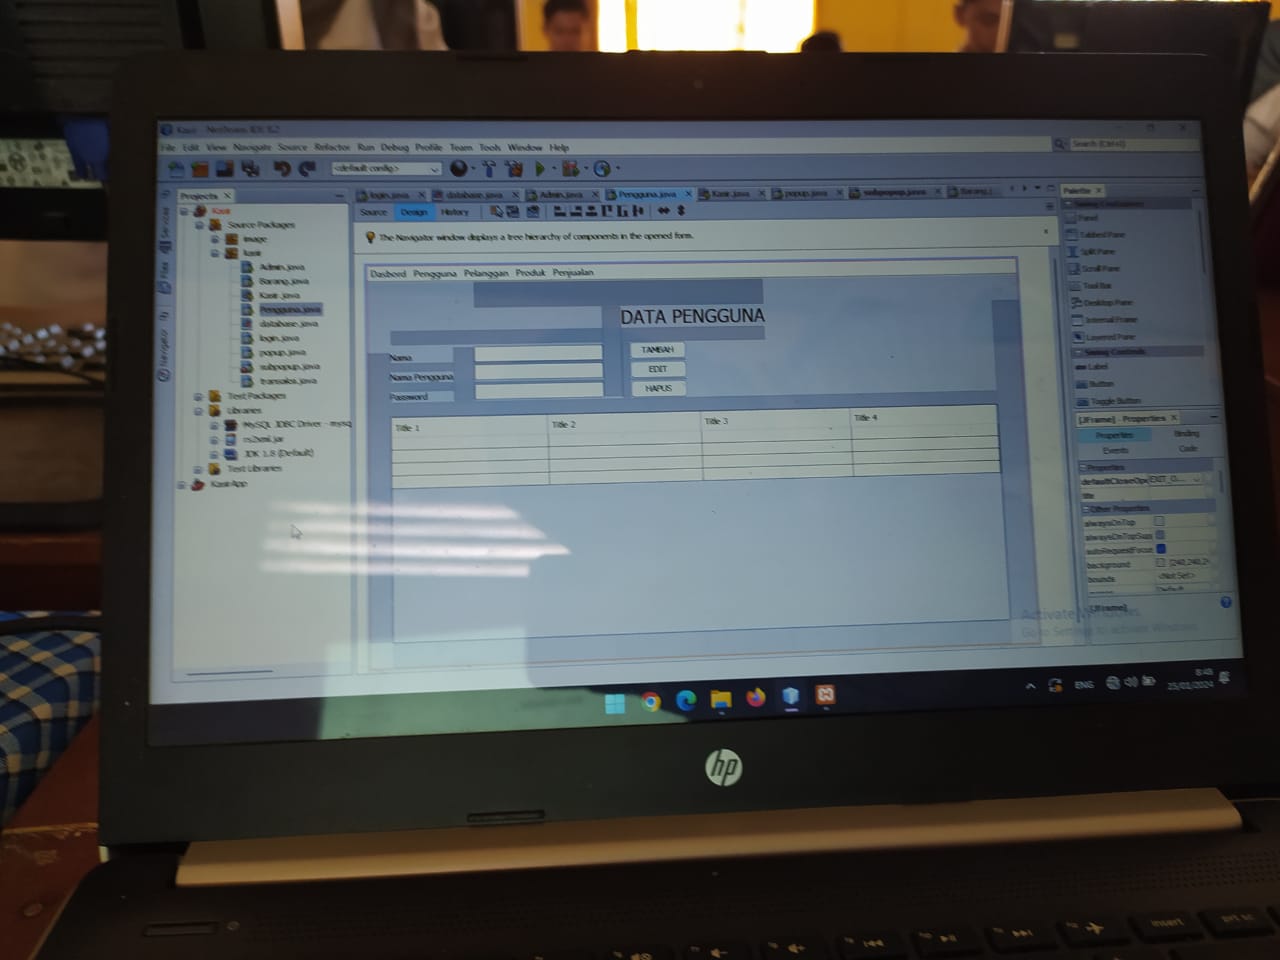 Kasir - NetBeans IDE 8.2
File Edit View Navigate Source Refactor Run Debug Profile Team Tools Window Help
Search (Ctrl+I)
<default config>
Projects
login.java database.java Admin.java Pengguna.java Kasir.java popup.java subpopup.java Barang.j
Palette
Source Design History
The Navigator window displays a tree hierarchy of components in the opened form.
Services
Files
Navigator
Kasir
Source Packages
image
kasir
Admin.java
Barang.java
Kasir.java
Pengguna.java
database.java
login.java
popup.java
subpopup.java
transaksi.java
Test Packages
Libraries
MySQL JDBC Driver - mysq
rs2xml.jar
JDK 1.8 (Default)
Test Libraries
KasirApp
Dasbord Pengguna Pelanggan Produk Penjualan
DATA PENGGUNA
Nama
Nama Pengguna
Password
TAMBAH
EDIT
HAPUS
Title 1 Title 2 Title 3 Title 4
Swing Containers
Panel
Tabbed Pane
Split Pane
Scroll Pane
Tool Bar
Desktop Pane
Internal Frame
Layered Pane
Swing Controls
Label
Button
Toggle Button
[JFrame] - Properties
Properties Binding
Events Code
Properties
defaultCloseOpe EXIT_O...
title
Other Properties
alwaysOnTop
alwaysOnTopSup
autoRequestFocus
background [240,240,2
bounds <Not Set>
[JFrame]
Activate Windows
Go to Settings to activate Windows.
ENG
8:45
25/01/2024
hp
insert
prt sc